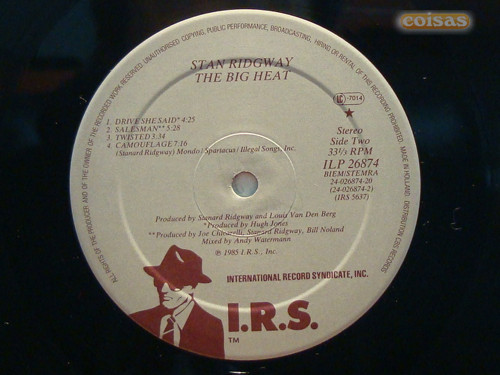 coisas
ALL RIGHTS OF THE PRODUCER AND OF THE OWNER OF THE RECORDED WORK RESERVED. UNAUTHORISED COPYING, PUBLIC PERFORMANCE, BROADCASTING, HIRING OR RENTAL OF THIS RECORDING PROHIBITED. MADE IN HOLLAND DISTRIBUTION CBS RECORDS
STAN RIDGWAY
THE BIG HEAT
LC -7014
1. DRIVE SHE SAID* 4:25
2. SALESMAN** 5:28
3. TWISTED 3:34
4. CAMOUFLAGE 7:16
(Stanard Ridgway) Mondo Spartacus/Illegal Songs, Inc.
Stereo
Side Two
33⅓ RPM
ILP 26874
BIEM/STEMRA
24-026874-20
(24-026874-2)
(IRS 5637)
Produced by Stanard Ridgway and Louis Van Den Berg
*Produced by Hugh Jones
**Produced by Joe Chiccarelli, Stanard Ridgway, Bill Noland
Mixed by Andy Watermann
℗ 1985 I.R.S., Inc.
INTERNATIONAL RECORD SYNDICATE, INC.
I.R.S.
TM